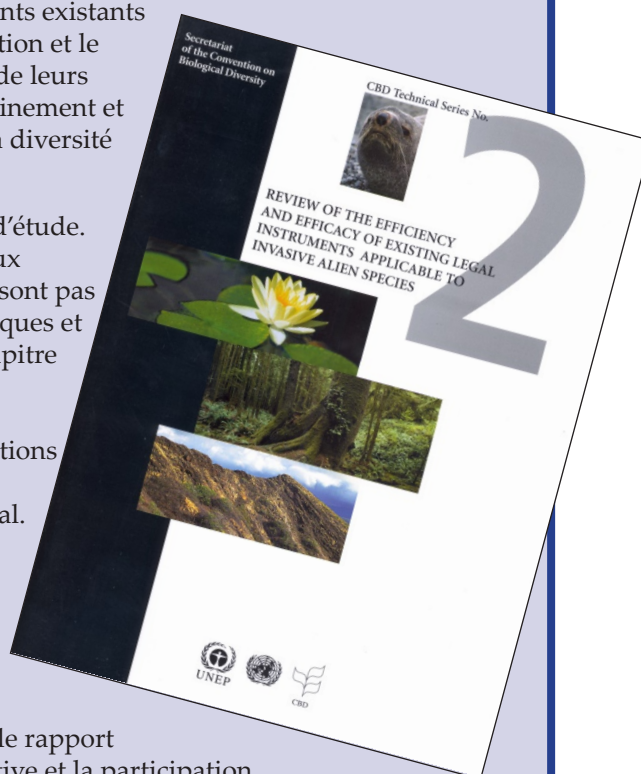 nts existants
tion et le
de leurs
inement et
diversité
d'étude.
ux
sont pas
ques et
pitre
tions
al.
le rapport
tive et la participation
Secretariat
of the Convention on
Biological Diversity
CBD Technical Series No.
2
REVIEW OF THE EFFICIENCY
AND EFFICACY OF EXISTING LEGAL
INSTRUMENTS APPLICABLE TO
INVASIVE ALIEN SPECIES
UNEP
CBD